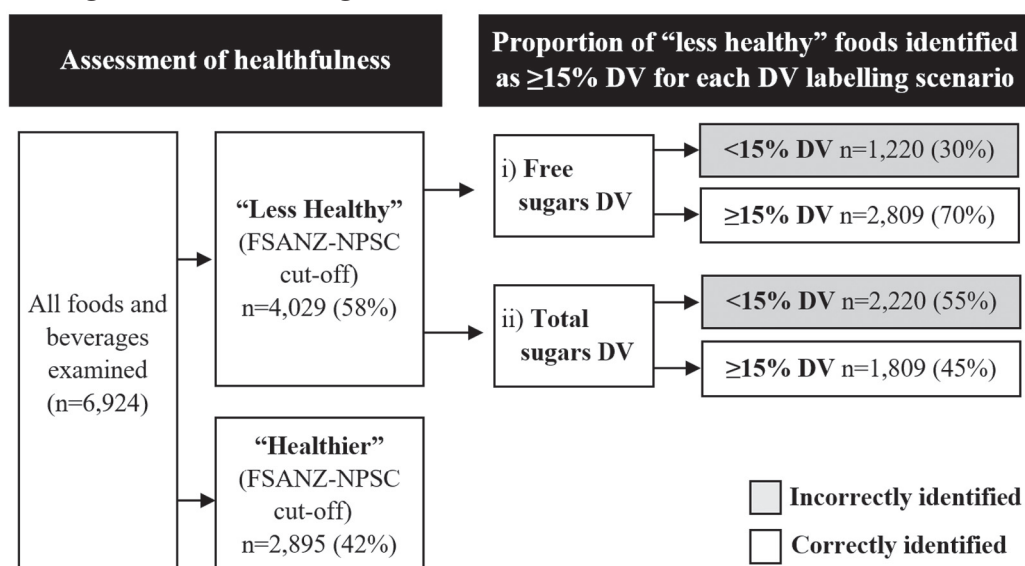 Assessment of healthfulness
Proportion of “less healthy” foods identified
as ≥15% DV for each DV labelling scenario
All foods and
beverages
examined
(n=6,924)
“Less Healthy”
(FSANZ-NPSC
cut-off)
n=4,029 (58%)
“Healthier”
(FSANZ-NPSC
cut-off)
n=2,895 (42%)
i) Free
sugars DV
<15% DV n=1,220 (30%)
≥15% DV n=2,809 (70%)
ii) Total
sugars DV
<15% DV n=2,220 (55%)
≥15% DV n=1,809 (45%)
Incorrectly identified
Correctly identified